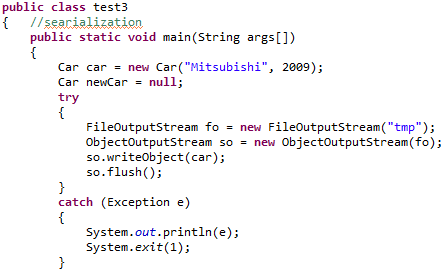 public class test3
{   //searialization
    public static void main(String args[])
    {
        Car car = new Car("Mitsubishi", 2009);
        Car newCar = null;
        try
        {
            FileOutputStream fo = new FileOutputStream("tmp");
            ObjectOutputStream so = new ObjectOutputStream(fo);
            so.writeObject(car);
            so.flush();
        }
        catch (Exception e)
        {
            System.out.println(e);
            System.exit(1);
        }